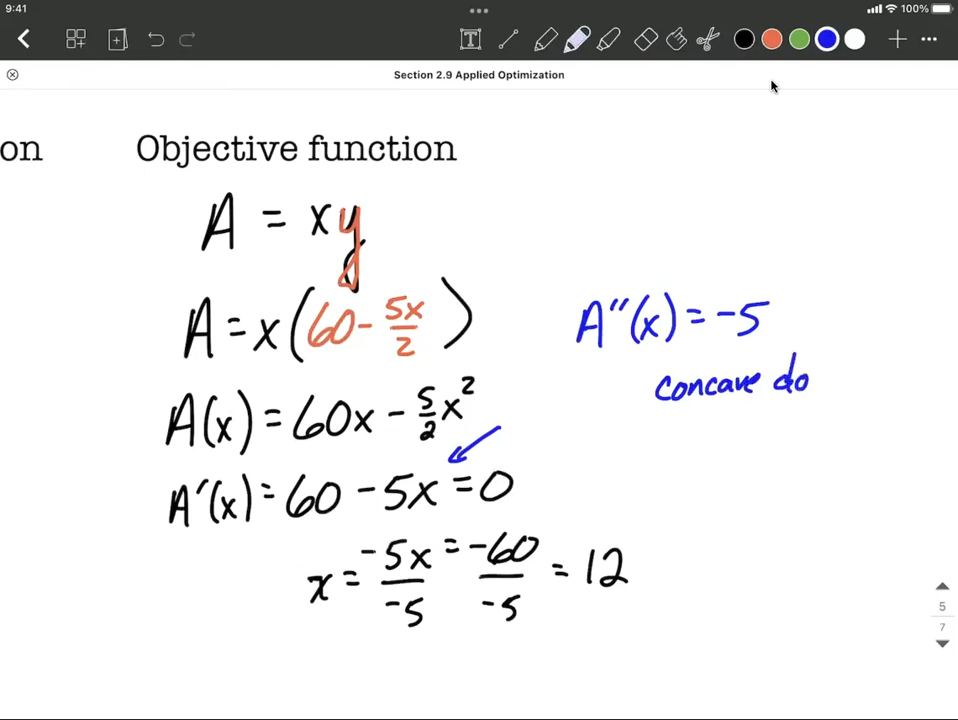 9:41
100%
Section 2.9 Applied Optimization
on Objective function
A = xy
A = x(60 - 5x/2)
A''(x) = -5
concave do
A(x) = 60x - 5/2 x²
A'(x) = 60 - 5x = 0
x = -5x/-5 = -60/-5 = 12
5
7